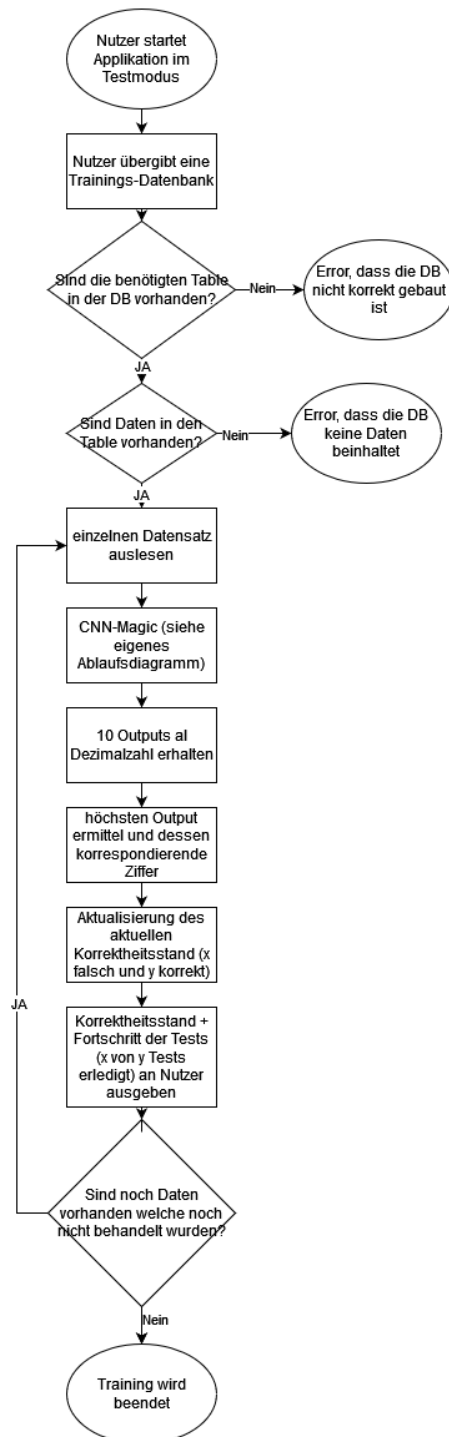 Nutzer startet
Applikation im
Testmodus
Nutzer übergibt eine
Trainings-Datenbank
Sind die benötigten Table
in der DB vorhanden?
Nein
Error, dass die DB
nicht korrekt gebaut
ist
JA
Sind Daten in den
Table vorhanden?
Nein
Error, dass die DB
keine Daten
beinhaltet
JA
einzelnen Datensatz
auslesen
CNN-Magic (siehe
eigenes
Ablaufsdiagramm)
10 Outputs al
Dezimalzahl erhalten
höchsten Output
ermittel und dessen
korrespondierende
Ziffer
Aktualisierung des
aktuellen
Korrektheitsstand (x
falsch und y korrekt)
JA
Korrektheitsstand +
Fortschritt der Tests
(x von y Tests
erledigt) an Nutzer
ausgeben
Sind noch Daten
vorhanden welche noch
nicht behandelt wurden?
Nein
Training wird
beendet